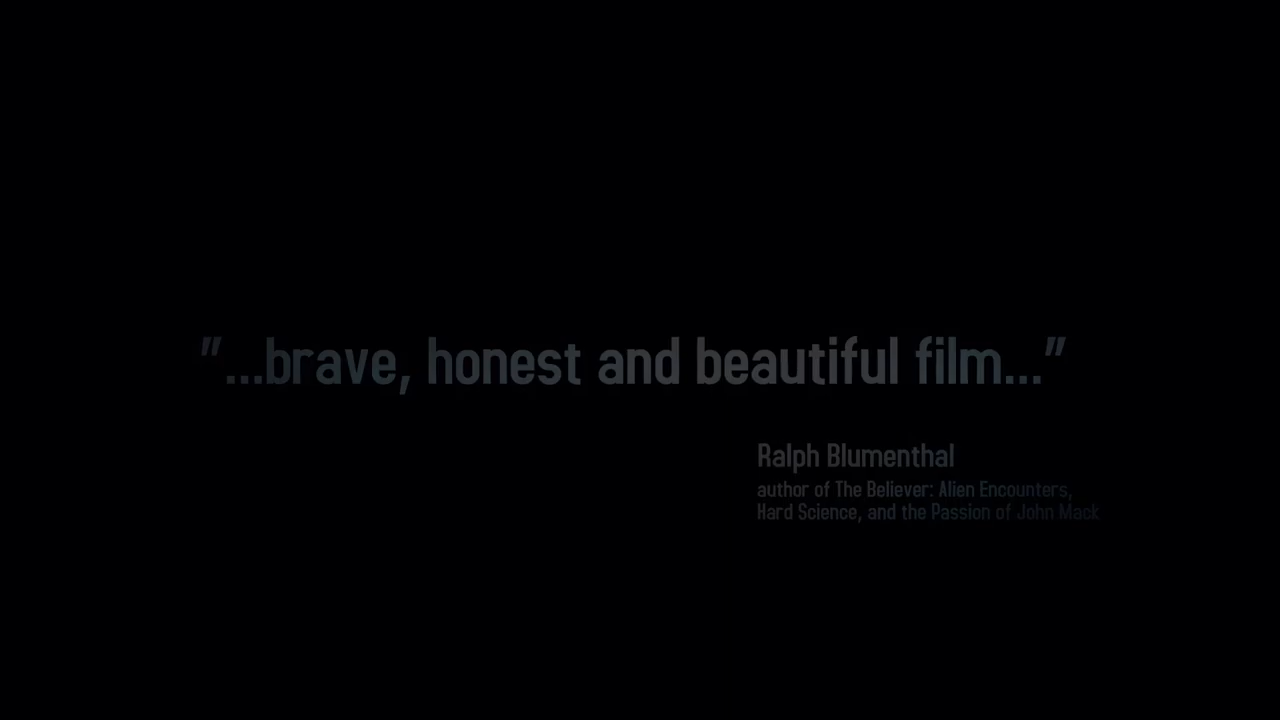 "...brave, honest and beautiful film..."
Ralph Blumenthal
author of The Believer: Alien Encounters,
Hard Science, and the Passion of John Mack